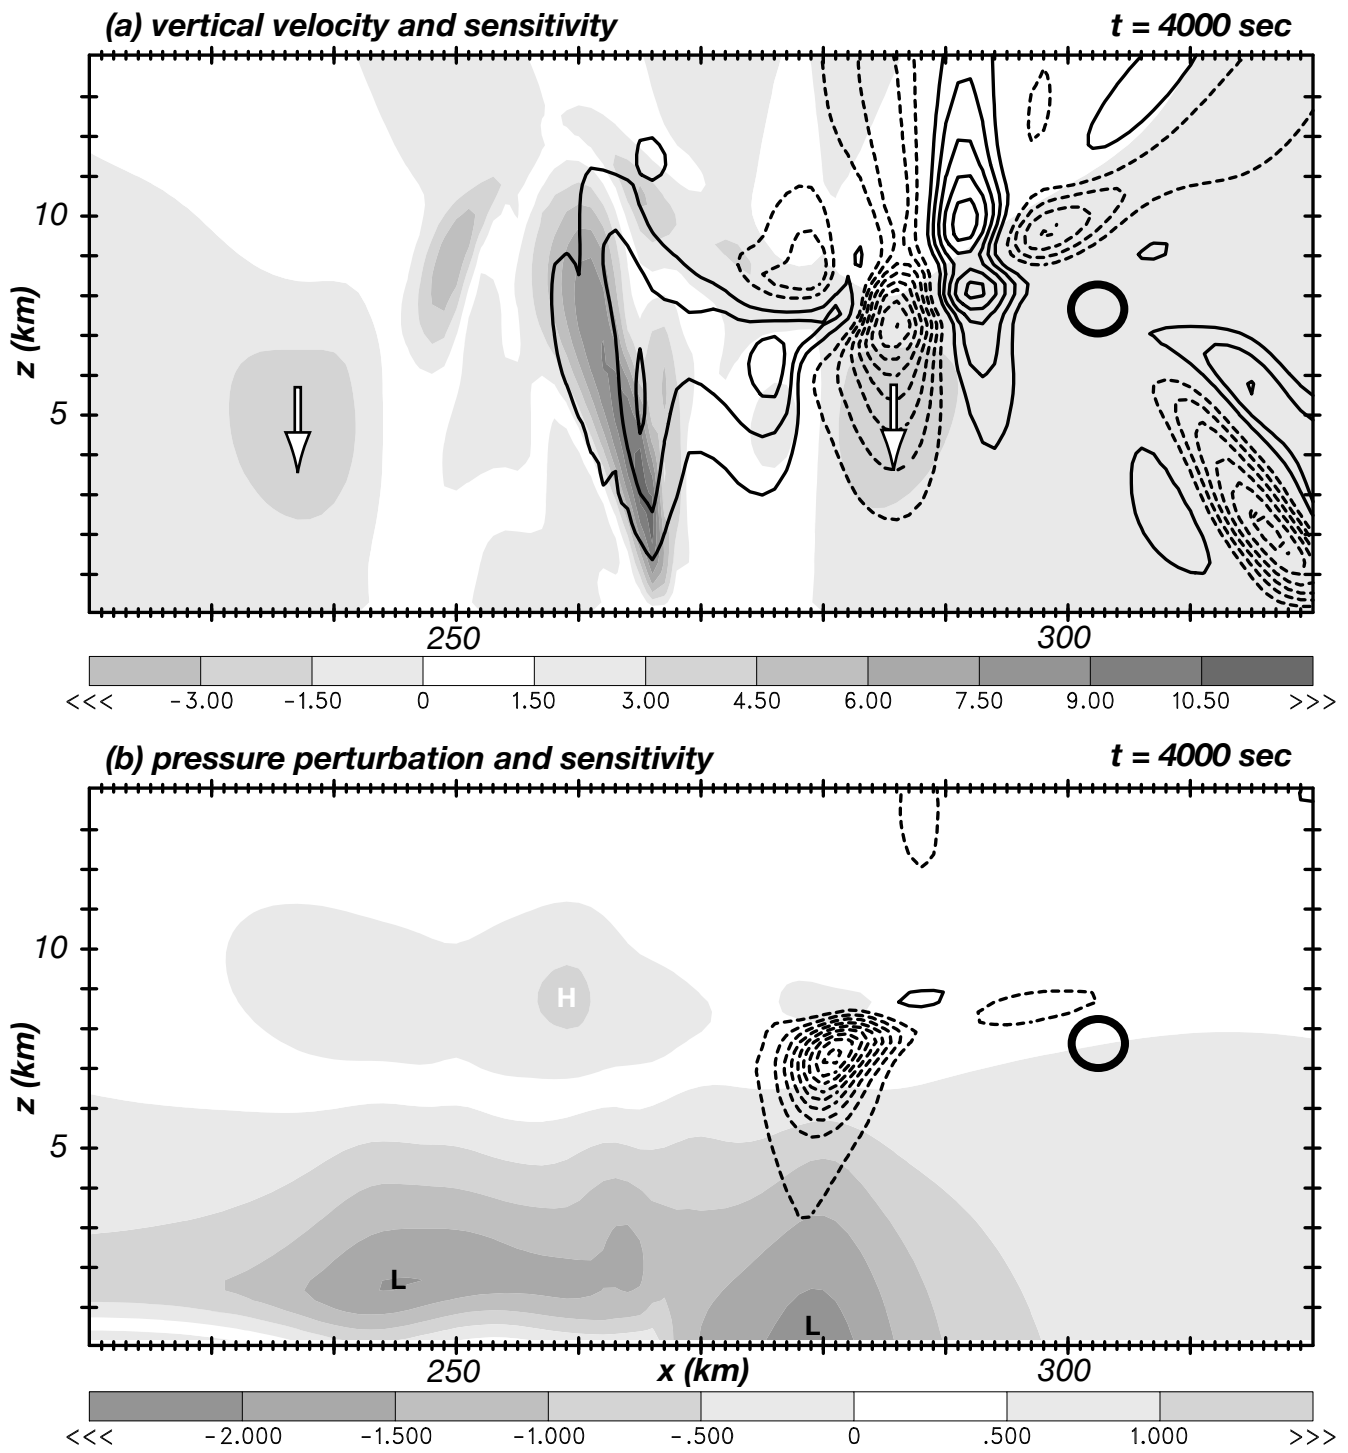 (a) vertical velocity and sensitivity t = 4000 sec
10
z (km)
5
250 300
<<< -3.00 -1.50 0 1.50 3.00 4.50 6.00 7.50 9.00 10.50 >>>
(b) pressure perturbation and sensitivity t = 4000 sec
10
H
z (km)
5
L
L
250 x (km) 300
<<< -2.000 -1.500 -1.000 -.500 0 .500 1.000 >>>